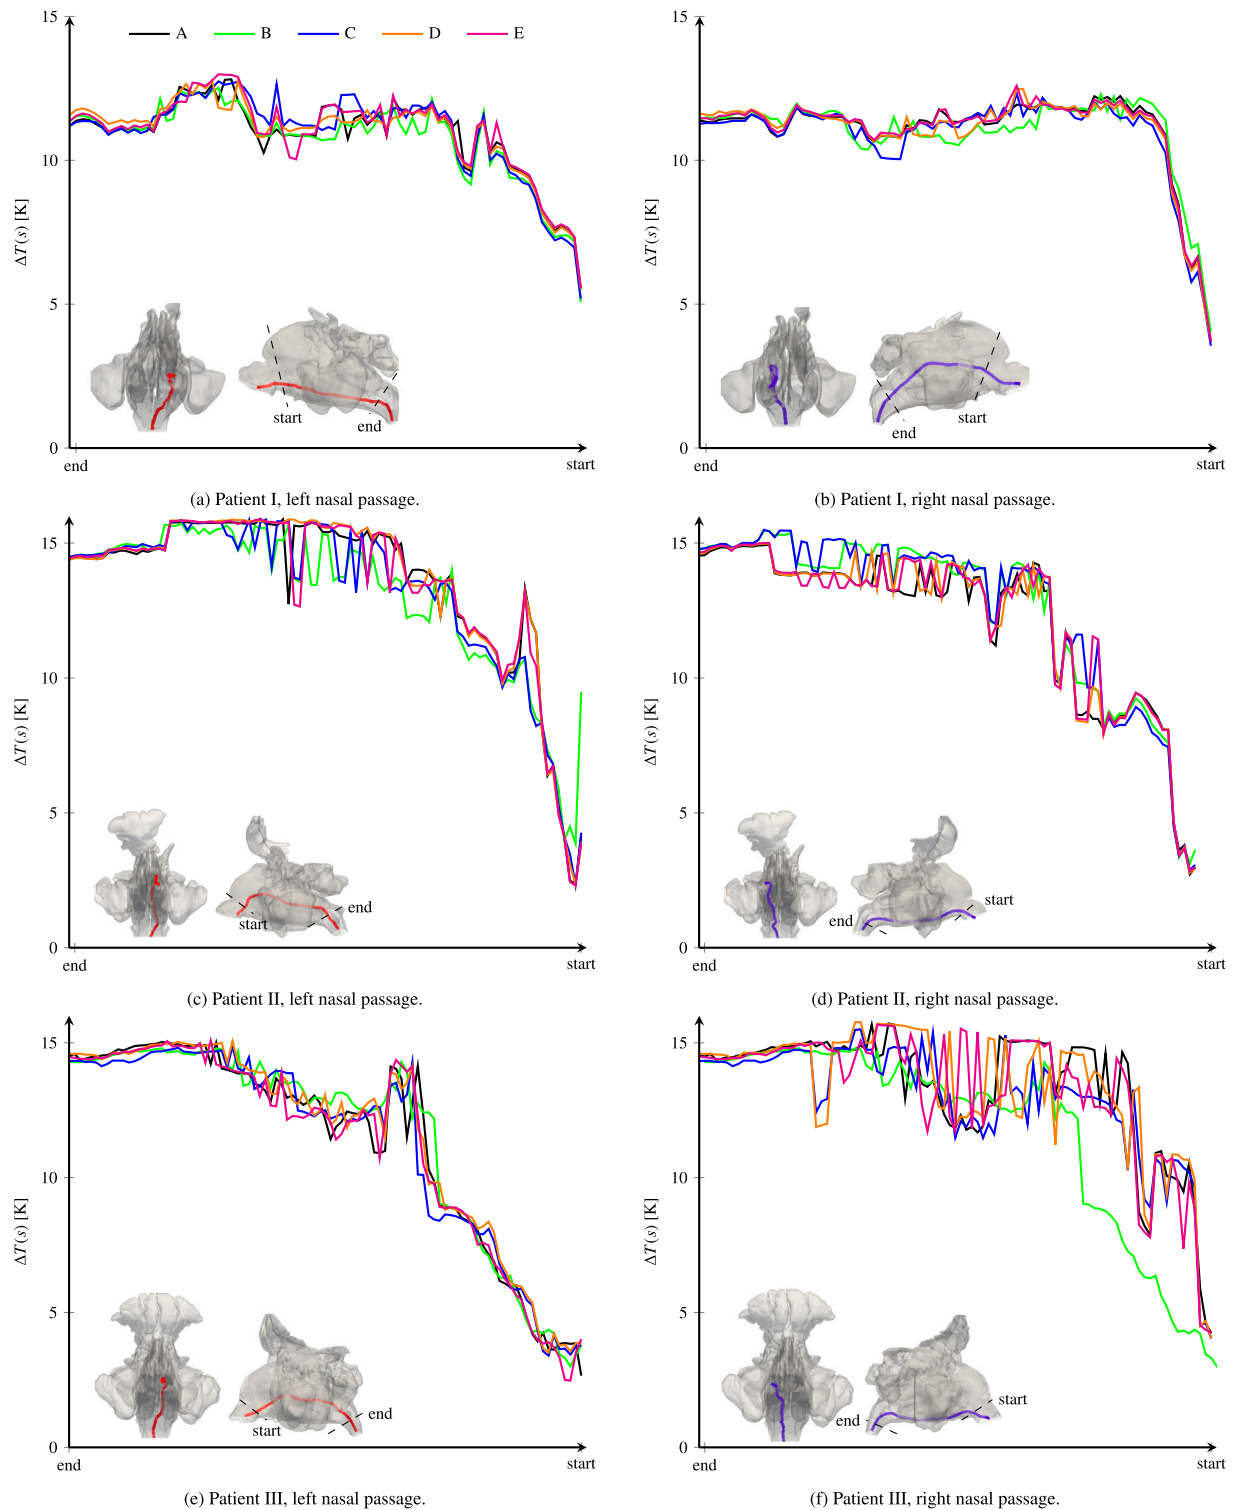 15
10
5
0
ΔT(s) [K]
A B C D E
start
end
end
start
(a) Patient I, left nasal passage.
15
10
5
0
ΔT(s) [K]
start
end
end
start
(b) Patient I, right nasal passage.
15
10
5
0
ΔT(s) [K]
end
start
end
start
(c) Patient II, left nasal passage.
15
10
5
0
ΔT(s) [K]
start
end
end
start
(d) Patient II, right nasal passage.
15
10
5
0
ΔT(s) [K]
end
start
end
start
(e) Patient III, left nasal passage.
15
10
5
0
ΔT(s) [K]
start
end
end
start
(f) Patient III, right nasal passage.